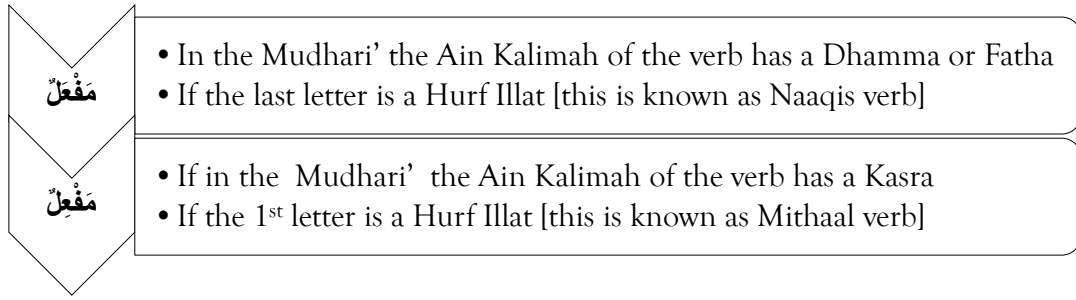 مَفْعَلٌ
• In the Mudhari’ the Ain Kalimah of the verb has a Dhamma or Fatha
• If the last letter is a Hurf Illat [this is known as Naaqis verb]
مَفْعِلٌ
• If in the Mudhari’ the Ain Kalimah of the verb has a Kasra
• If the 1st letter is a Hurf Illat [this is known as Mithaal verb]